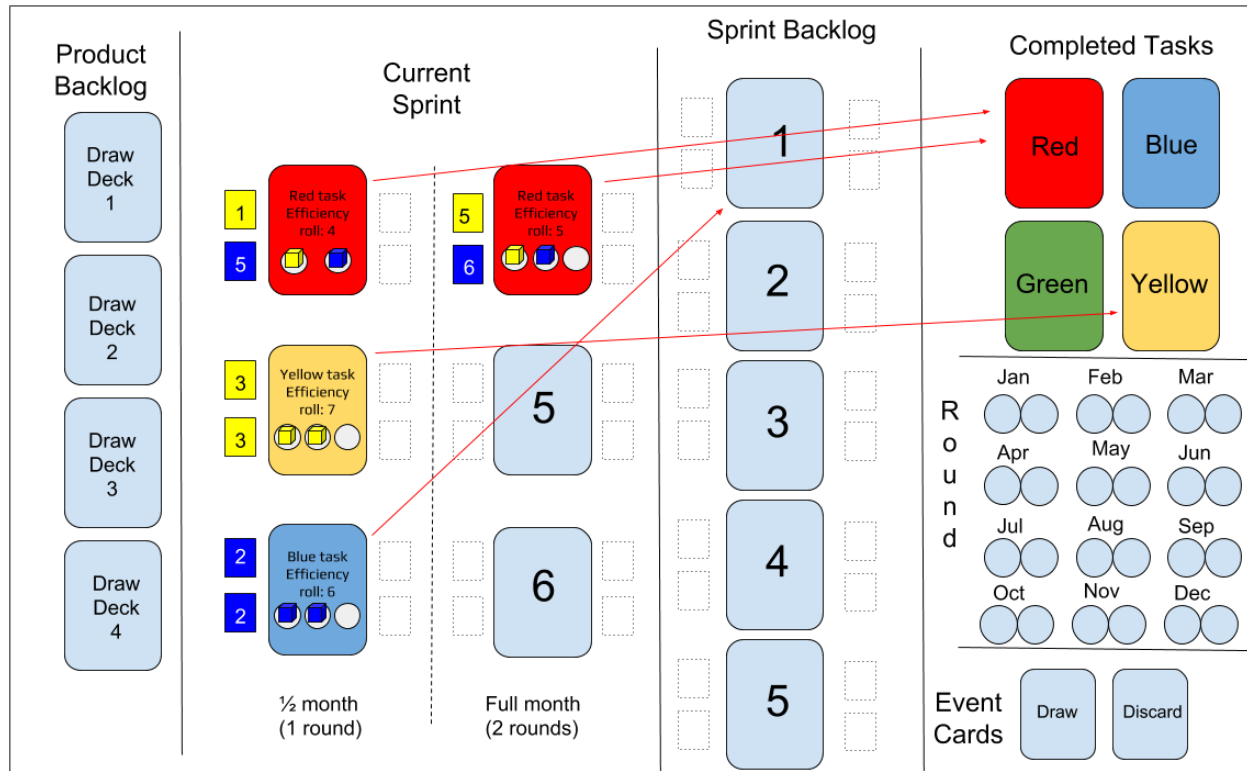 Product
Backlog
Draw
Deck
1
Draw
Deck
2
Draw
Deck
3
Draw
Deck
4
Current
Sprint
1
5
Red task
Efficiency
roll: 4
5
6
Red task
Efficiency
roll: 5
3
3
Yellow task
Efficiency
roll: 7
5
2
2
Blue task
Efficiency
roll: 6
6
½ month
(1 round)
Full month
(2 rounds)
Sprint Backlog
1
2
3
4
5
Completed Tasks
Red
Blue
Green
Yellow
Round
Jan Feb Mar
Apr May Jun
Jul Aug Sep
Oct Nov Dec
Event
Cards
Draw
Discard